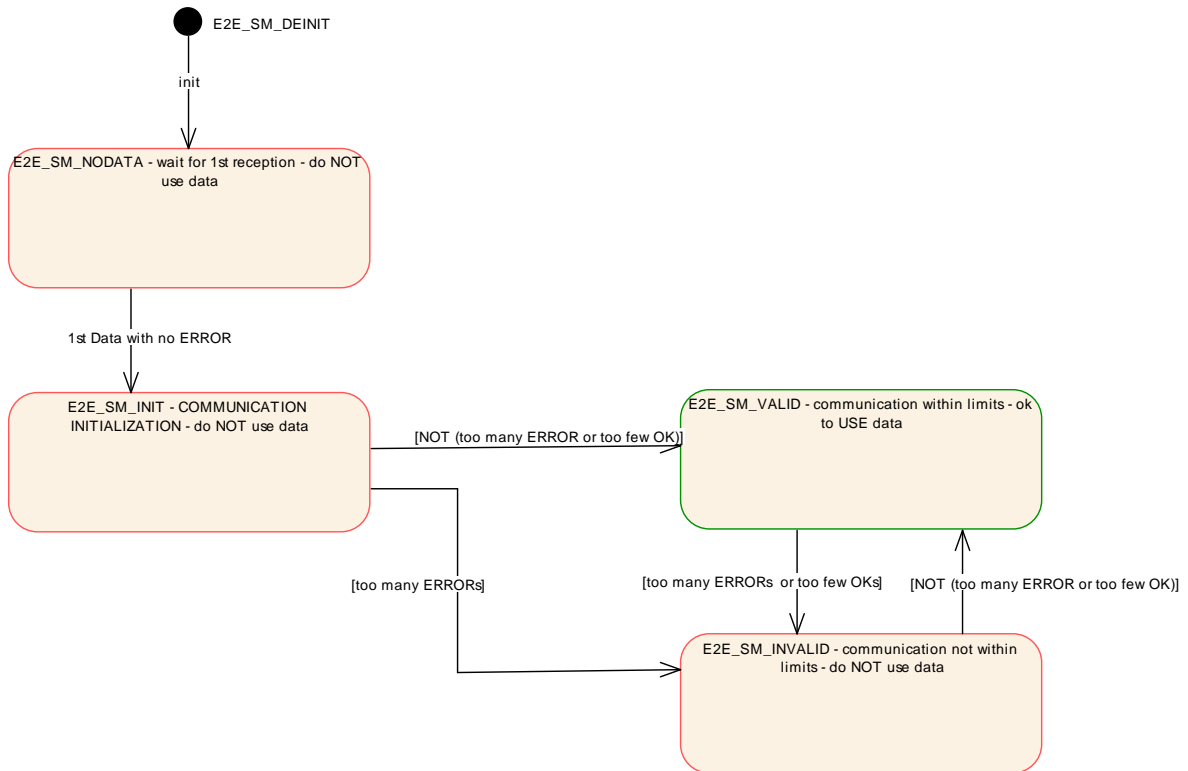 E2E_SM_DEINIT
init
E2E_SM_NODATA - wait for 1st reception - do NOT
use data
1st Data with no ERROR
E2E_SM_INIT - COMMUNICATION
INITIALIZATION - do NOT use data
E2E_SM_VALID - communication within limits - ok
to USE data
[NOT (too many ERROR or too few OK)]
[too many ERRORs]
[too many ERRORs or too few OKs]
[NOT (too many ERROR or too few OK)]
E2E_SM_INVALID - communication not within
limits - do NOT use data